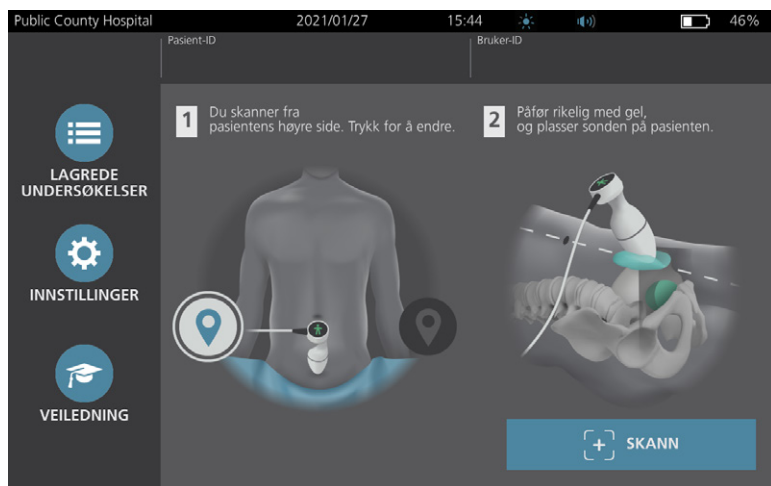 Public County Hospital 2021/01/27 15:44 46%
Pasient-ID Bruker-ID
1 Du skanner fra
pasientens høyre side. Trykk for å endre.
2 Påfør rikelig med gel,
og plasser sonden på pasienten.
LAGREDE
UNDERSØKELSER
INNSTILLINGER
VEILEDNING
SKANN